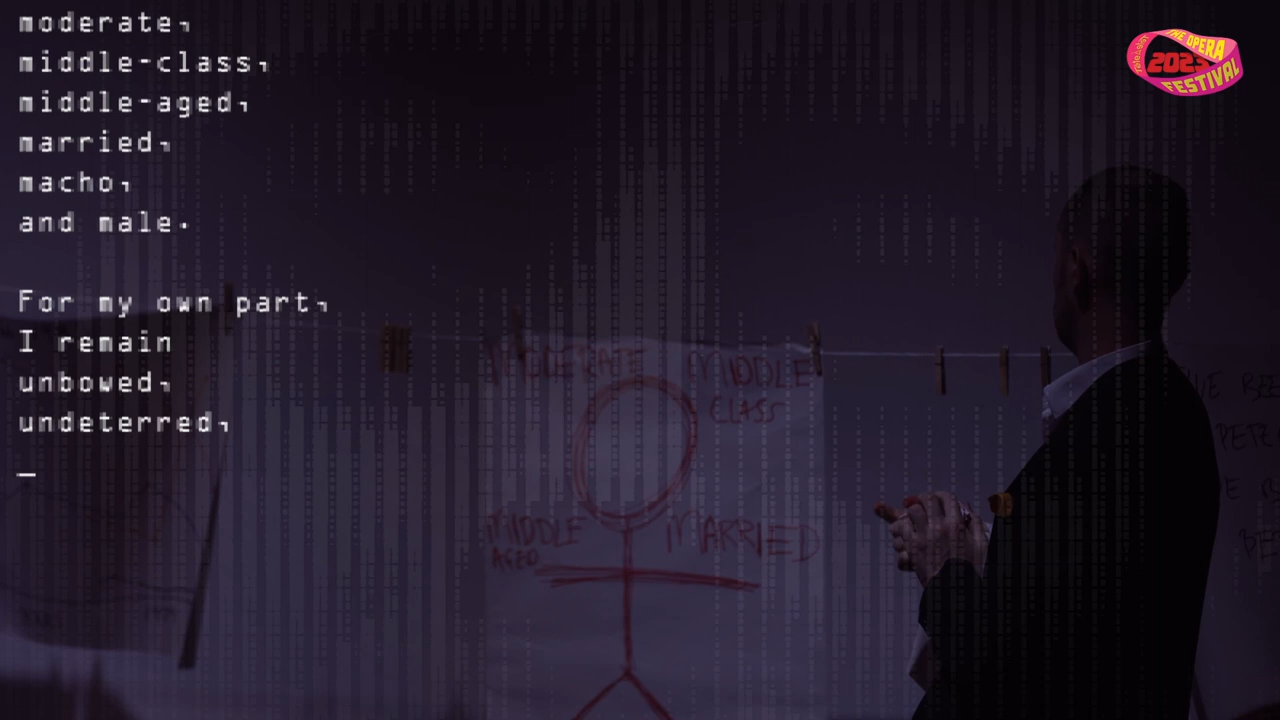 moderate,
middle-class,
middle-aged,
married,
macho,
and male.
For my own part,
I remain
unbowed,
undeterred,
_
THE OPERA
2023
FESTIVAL
MODERATE MIDDLE
CLASS
MIDDLE MARRIED
AGED